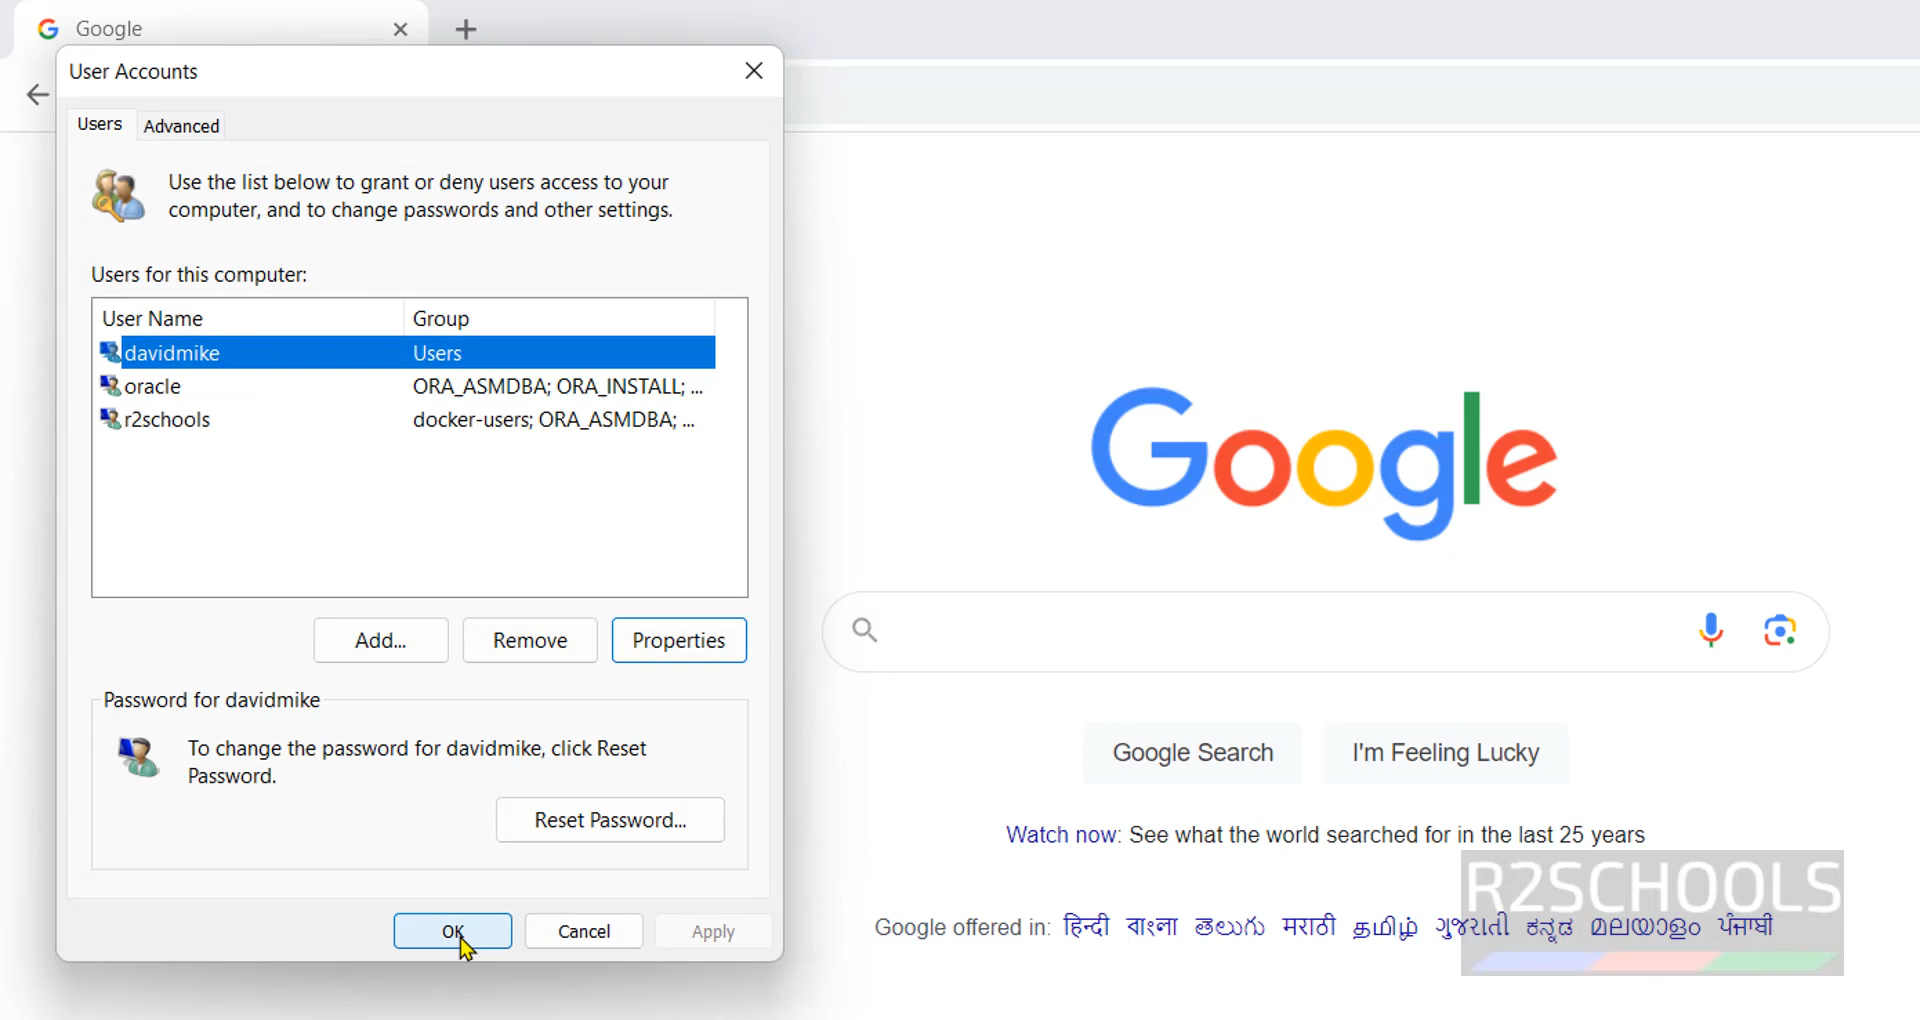 Google
User Accounts
Users
Advanced
Use the list below to grant or deny users access to your
computer, and to change passwords and other settings.
Users for this computer:
User Name Group
davidmike Users
oracle ORA_ASMDBA; ORA_INSTALL; ...
r2schools docker-users; ORA_ASMDBA; ...
Add... Remove Properties
Password for davidmike
To change the password for davidmike, click Reset
Password.
Reset Password...
OK Cancel Apply
Google
Google Search I'm Feeling Lucky
Watch now: See what the world searched for in the last 25 years
R2SCHOOLS
Google offered in: हिन्दी বাংলা తెలుగు मराठी தமிழ் ગુજરાતી ಕನ್ನಡ മലയാളം ਪੰਜਾਬੀ